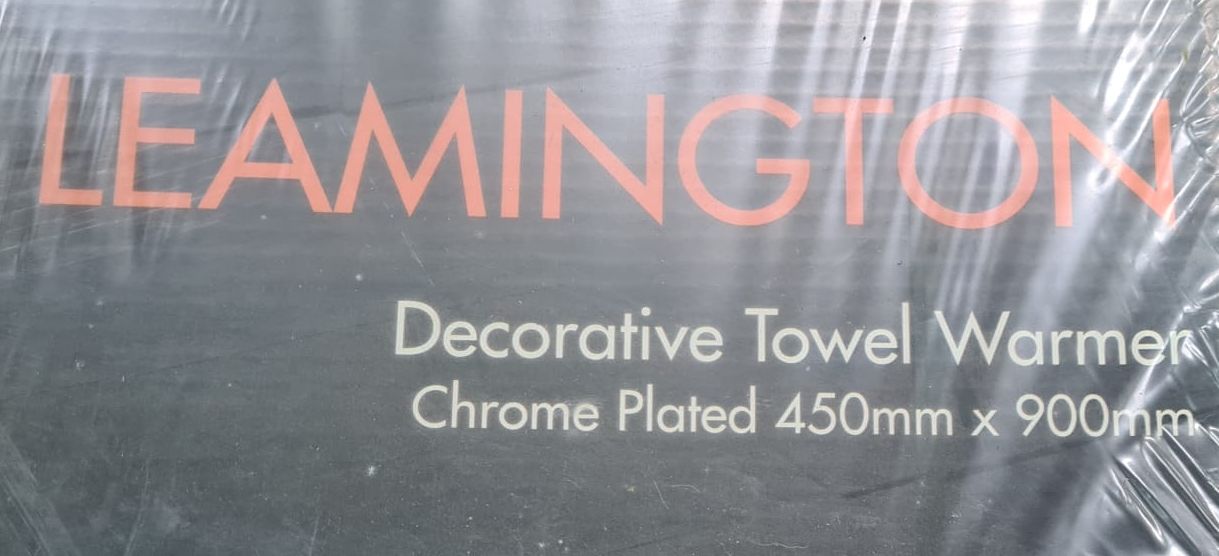 LEAMINGTON
Decorative Towel Warmer
Chrome Plated 450mm x 900mm